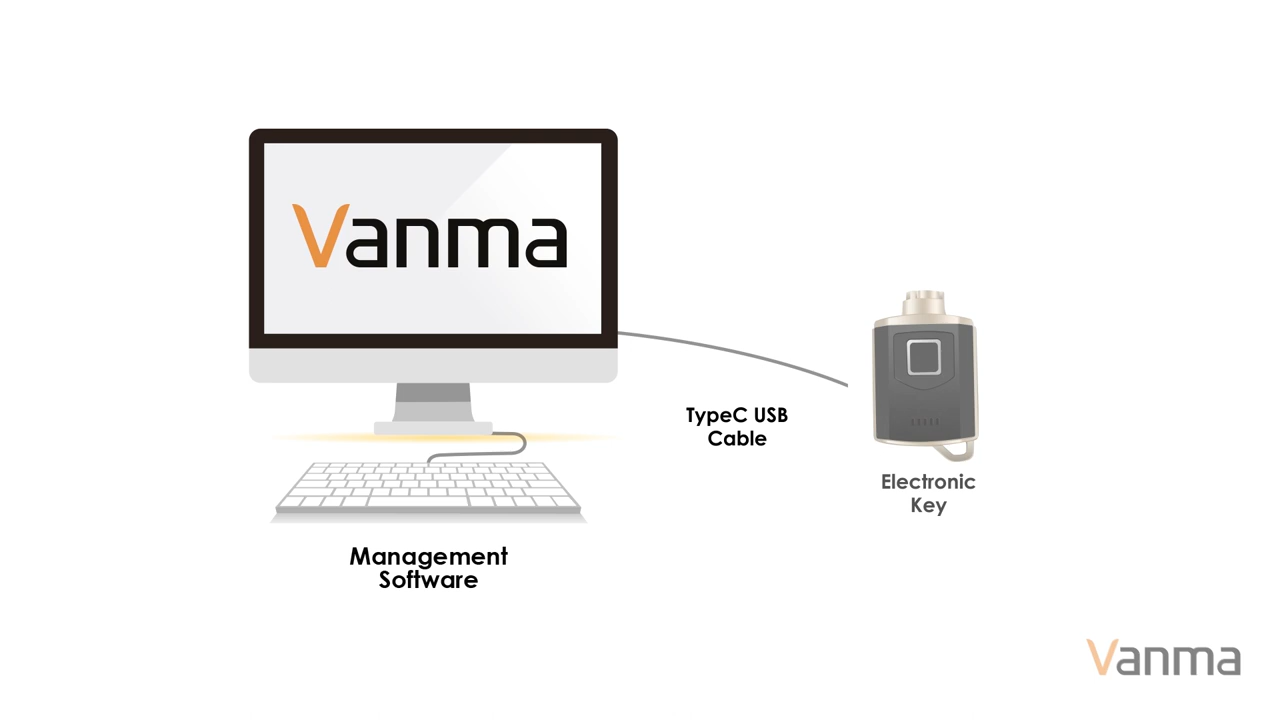 Vanma
TypeC USB
Cable
Electronic
Key
Management
Software
Vanma